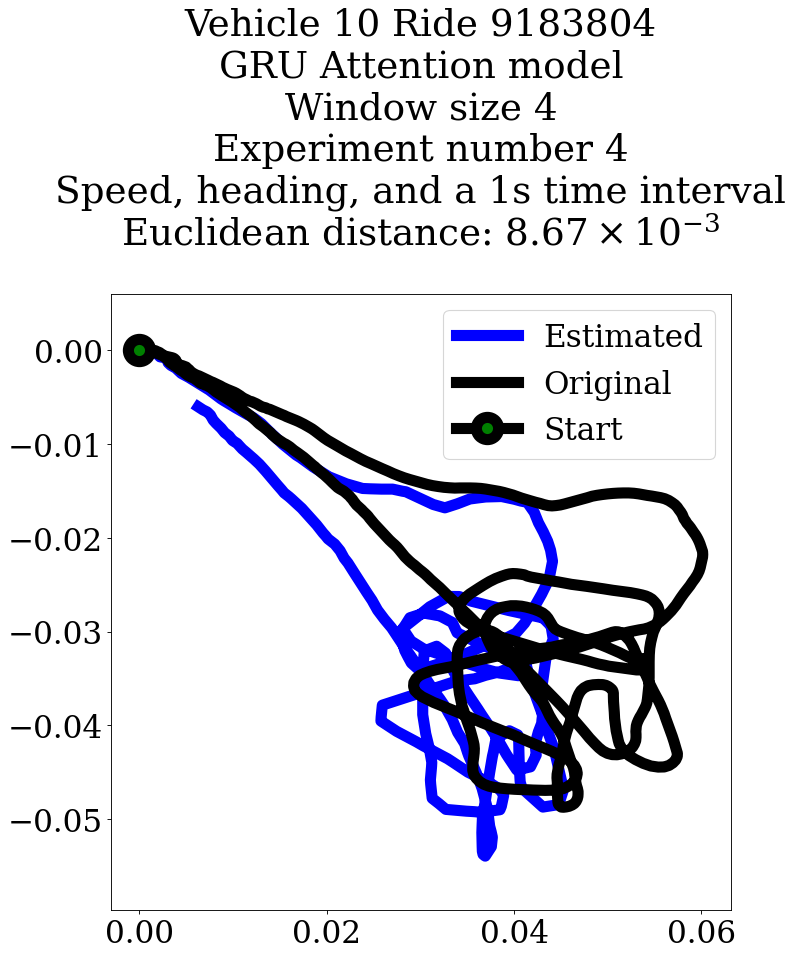 Vehicle 10 Ride 9183804
GRU Attention model
Window size 4
Experiment number 4
Speed, heading, and a 1s time interval
Euclidean distance: 8.67 × 10⁻³
Estimated
Original
Start
0.00
−0.01
−0.02
−0.03
−0.04
−0.05
0.00 0.02 0.04 0.06